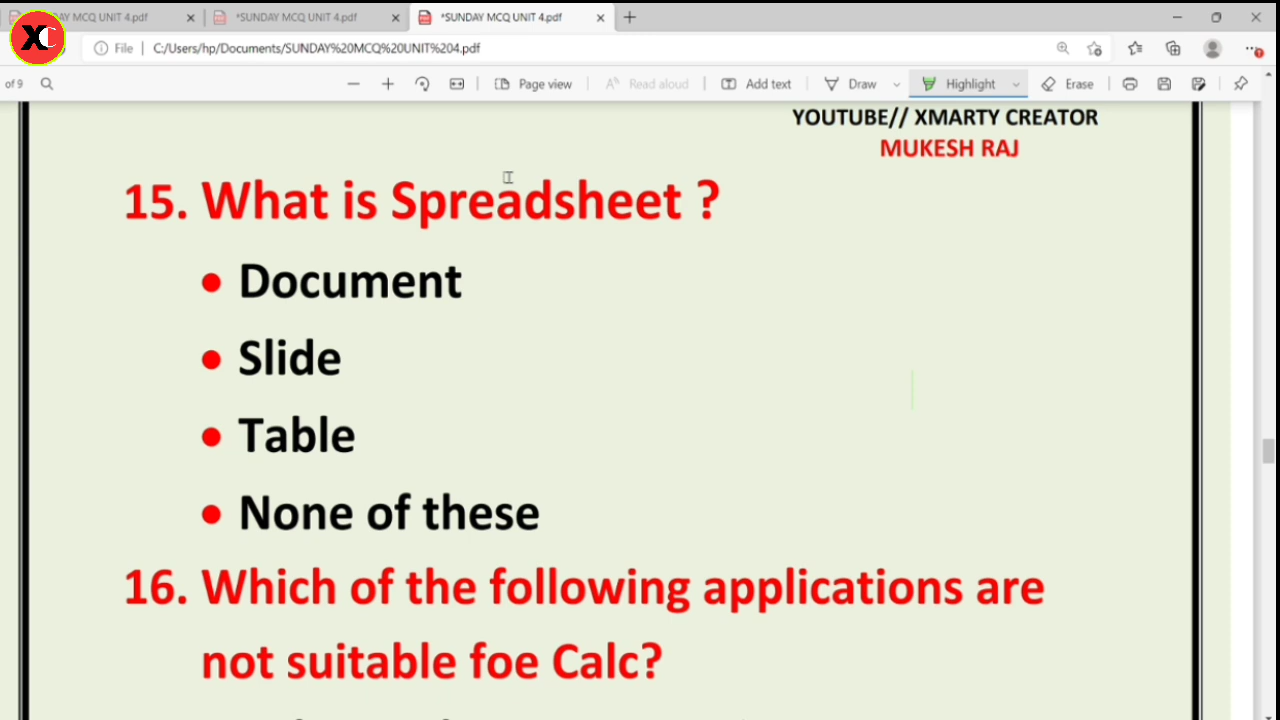 DAY MCQ UNIT 4.pdf
*SUNDAY MCQ UNIT 4.pdf
*SUNDAY MCQ UNIT 4.pdf
XC
File
C:/Users/hp/Documents/SUNDAY%20MCQ%20UNIT%204.pdf
of 9
Page view
Read aloud
Add text
Draw
Highlight
Erase
YOUTUBE// XMARTY CREATOR
MUKESH RAJ
15. What is Spreadsheet ?
• Document
• Slide
• Table
• None of these
16. Which of the following applications are
not suitable foe Calc?